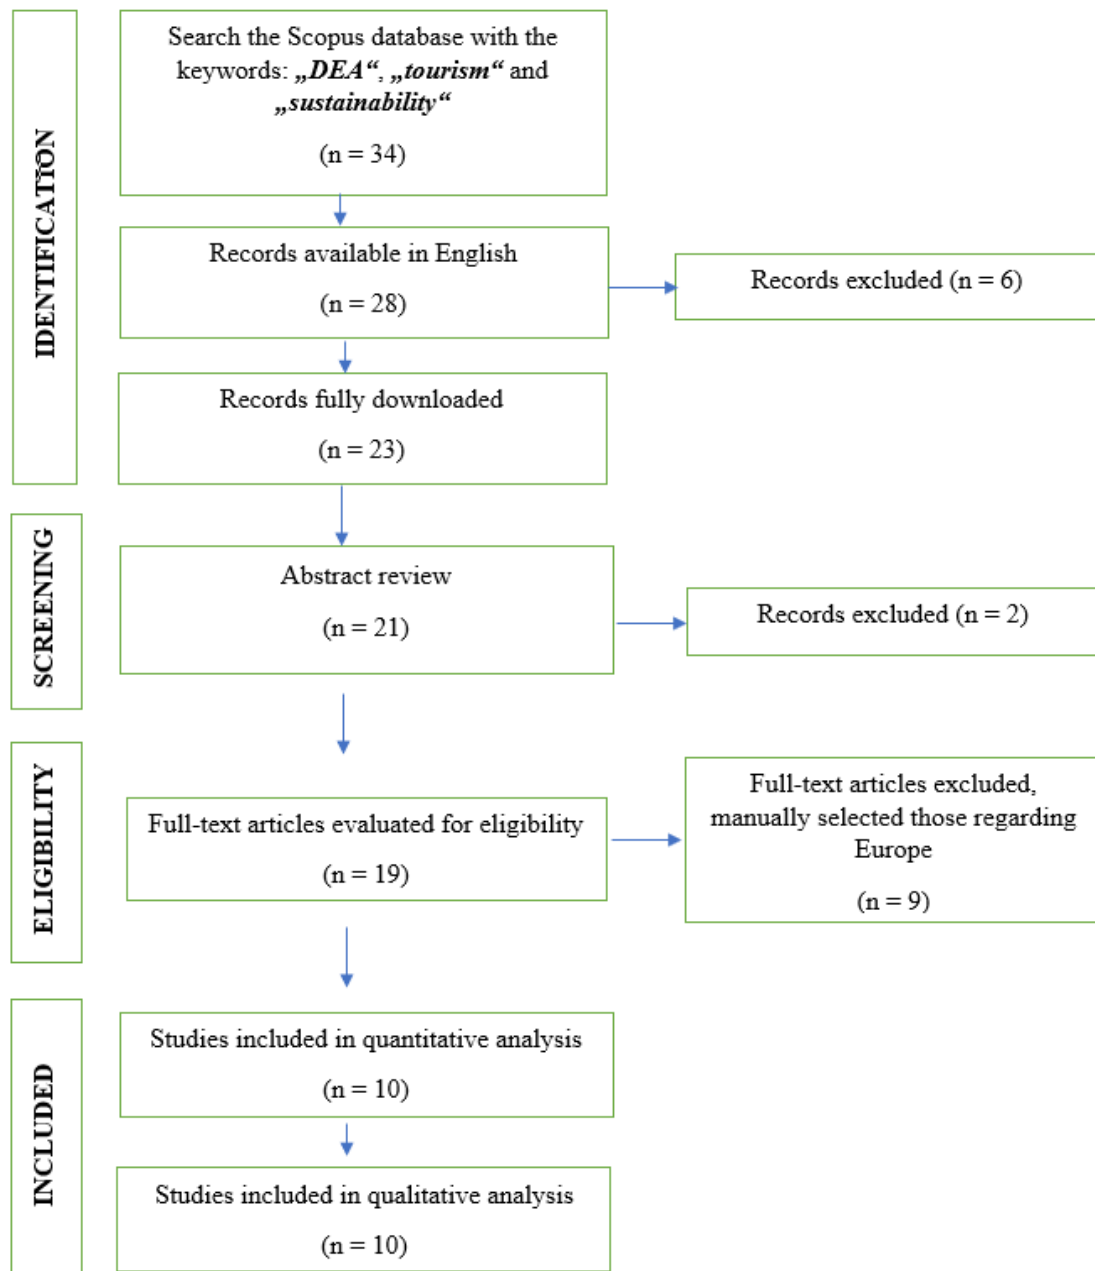 IDENTIFICATION
Search the Scopus database with the
keywords: „DEA“, „tourism“ and
„sustainability“
(n = 34)
Records available in English
(n = 28)
Records excluded (n = 6)
Records fully downloaded
(n = 23)
SCREENING
Abstract review
(n = 21)
Records excluded (n = 2)
ELIGIBILITY
Full-text articles evaluated for eligibility
(n = 19)
Full-text articles excluded,
manually selected those regarding
Europe
(n = 9)
INCLUDED
Studies included in quantitative analysis
(n = 10)
Studies included in qualitative analysis
(n = 10)